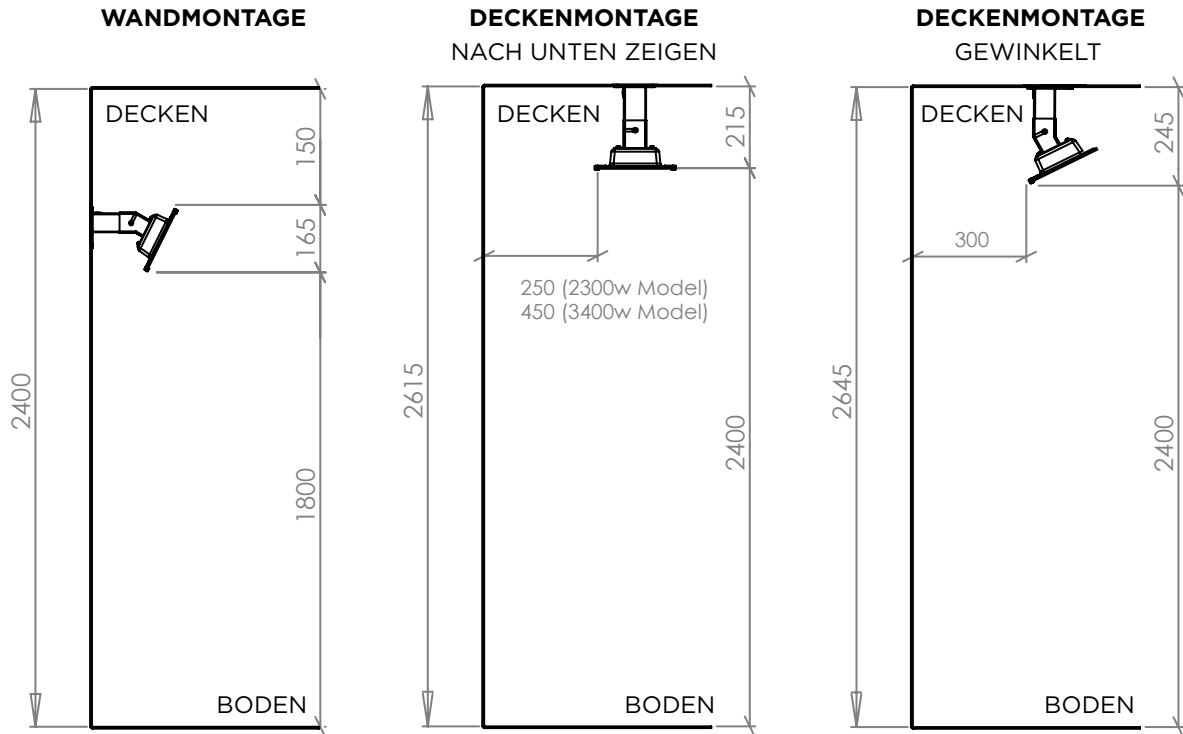 WANDMONTAGE
DECKEN
150
165
2400
1800
BODEN
DECKENMONTAGE
NACH UNTEN ZEIGEN
DECKEN
215
250 (2300w Model)
450 (3400w Model)
2615
2400
BODEN
DECKENMONTAGE
GEWINKELT
DECKEN
245
300
2645
2400
BODEN